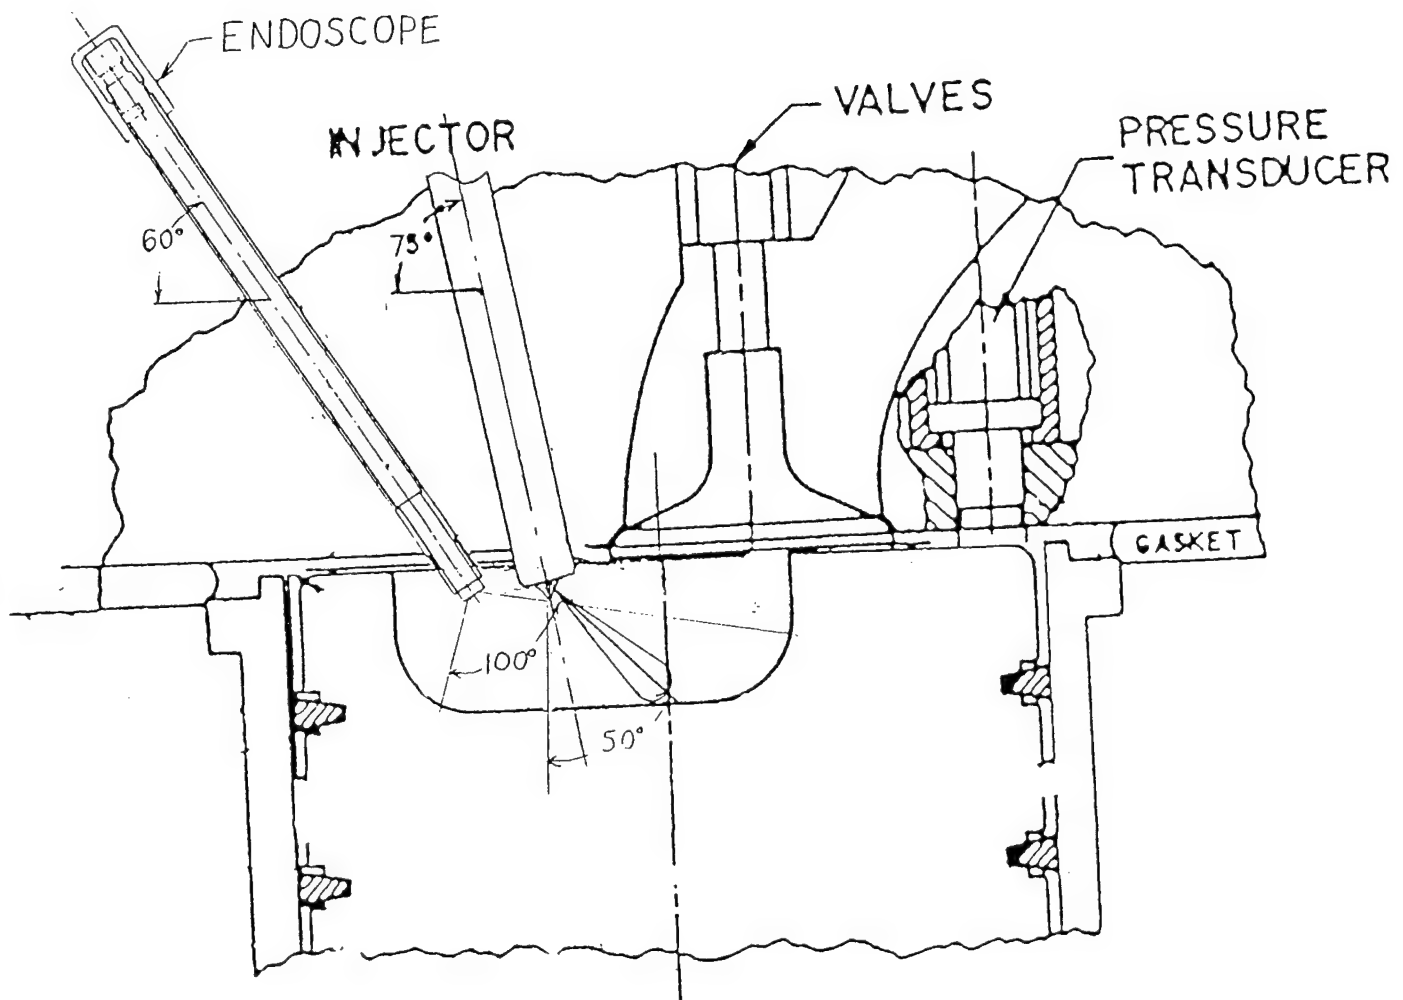 ENDOSCOPE
INJECTOR
VALVES
PRESSURE
TRANSDUCER
60°
75°
GASKET
100°
50°